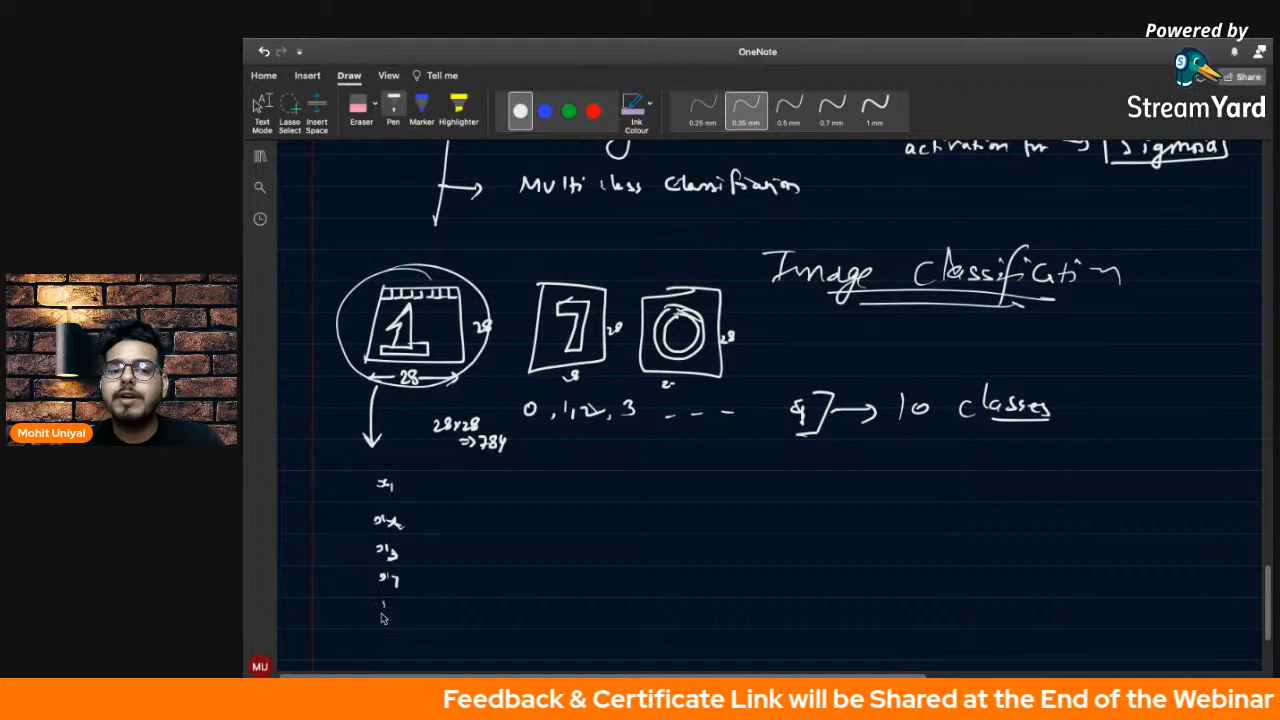 Powered by
StreamYard
OneNote
Share
Home Insert Draw View Tell me
Text Mode
Lasso Select
Insert Space
Eraser
Pen
Marker
Highlighter
Ink Colour
0.25 mm
0.35 mm
0.5 mm
0.7 mm
1 mm
activation for → Sigmoid
Multi class classification
Image classification
1 28
7 28
0 28
28
0, 1, 2, 3 - - - 9 → 10 classes
28x28
=> 784
x1
x2
x3
x4
Mohit Uniyal
MU
Feedback & Certificate Link will be Shared at the End of the Webinar